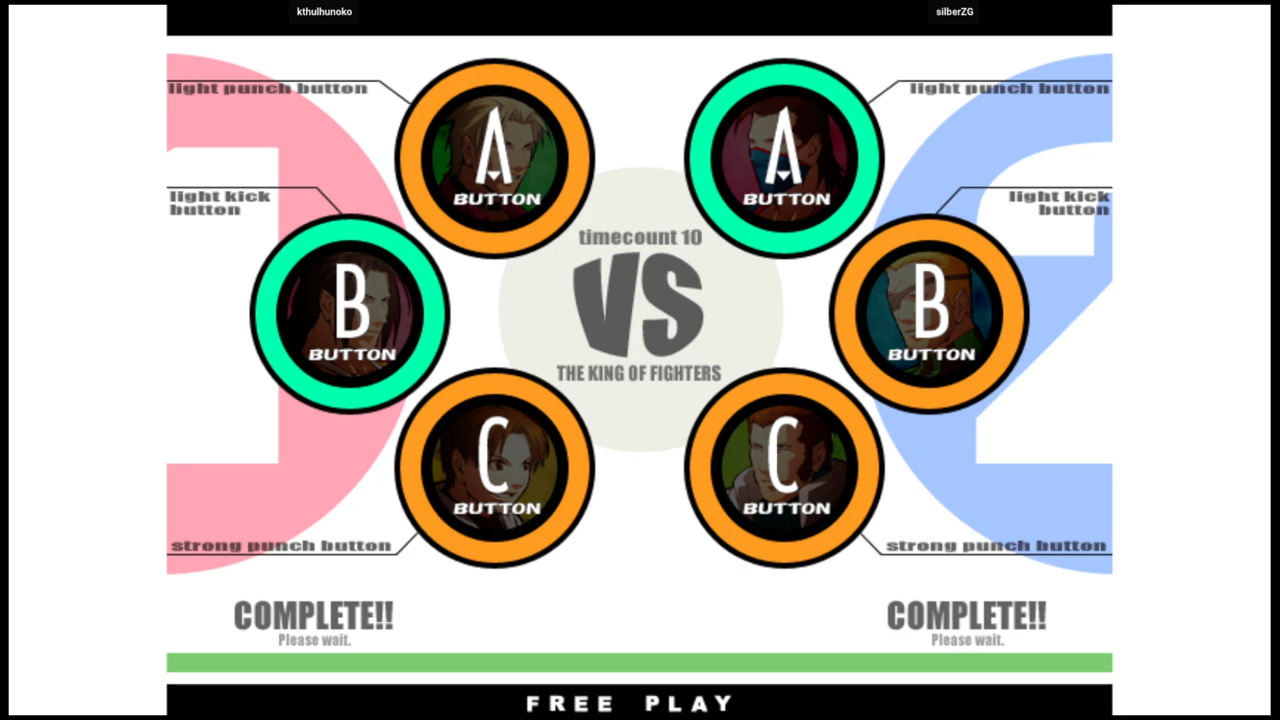 kthulhunoko
silberZG
light punch button
light punch button
A
BUTTON
A
BUTTON
light kick
button
light kick
button
timecount 10
VS
THE KING OF FIGHTERS
B
BUTTON
B
BUTTON
1
2
C
BUTTON
C
BUTTON
strong punch button
strong punch button
COMPLETE!!
Please wait.
COMPLETE!!
Please wait.
FREE PLAY